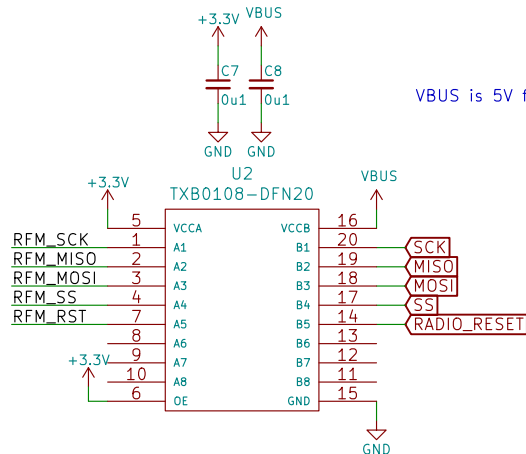 +3.3V VBUS
C7 C8
0u1 0u1
VBUS is 5V f
GND GND
U2
TXB0108-DFN20
+3.3V VBUS
5 VCCA VCCB 16
RFM_SCK 1 A1 B1 20 SCK
RFM_MISO 2 A2 B2 19 MISO
RFM_MOSI 3 A3 B3 18 MOSI
RFM_SS 4 A4 B4 17 SS
RFM_RST 7 A5 B5 14 RADIO_RESET
8 A6 B6 13
+3.3V 9 A7 B7 12
10 A8 B8 11
6 OE GND 15
GND